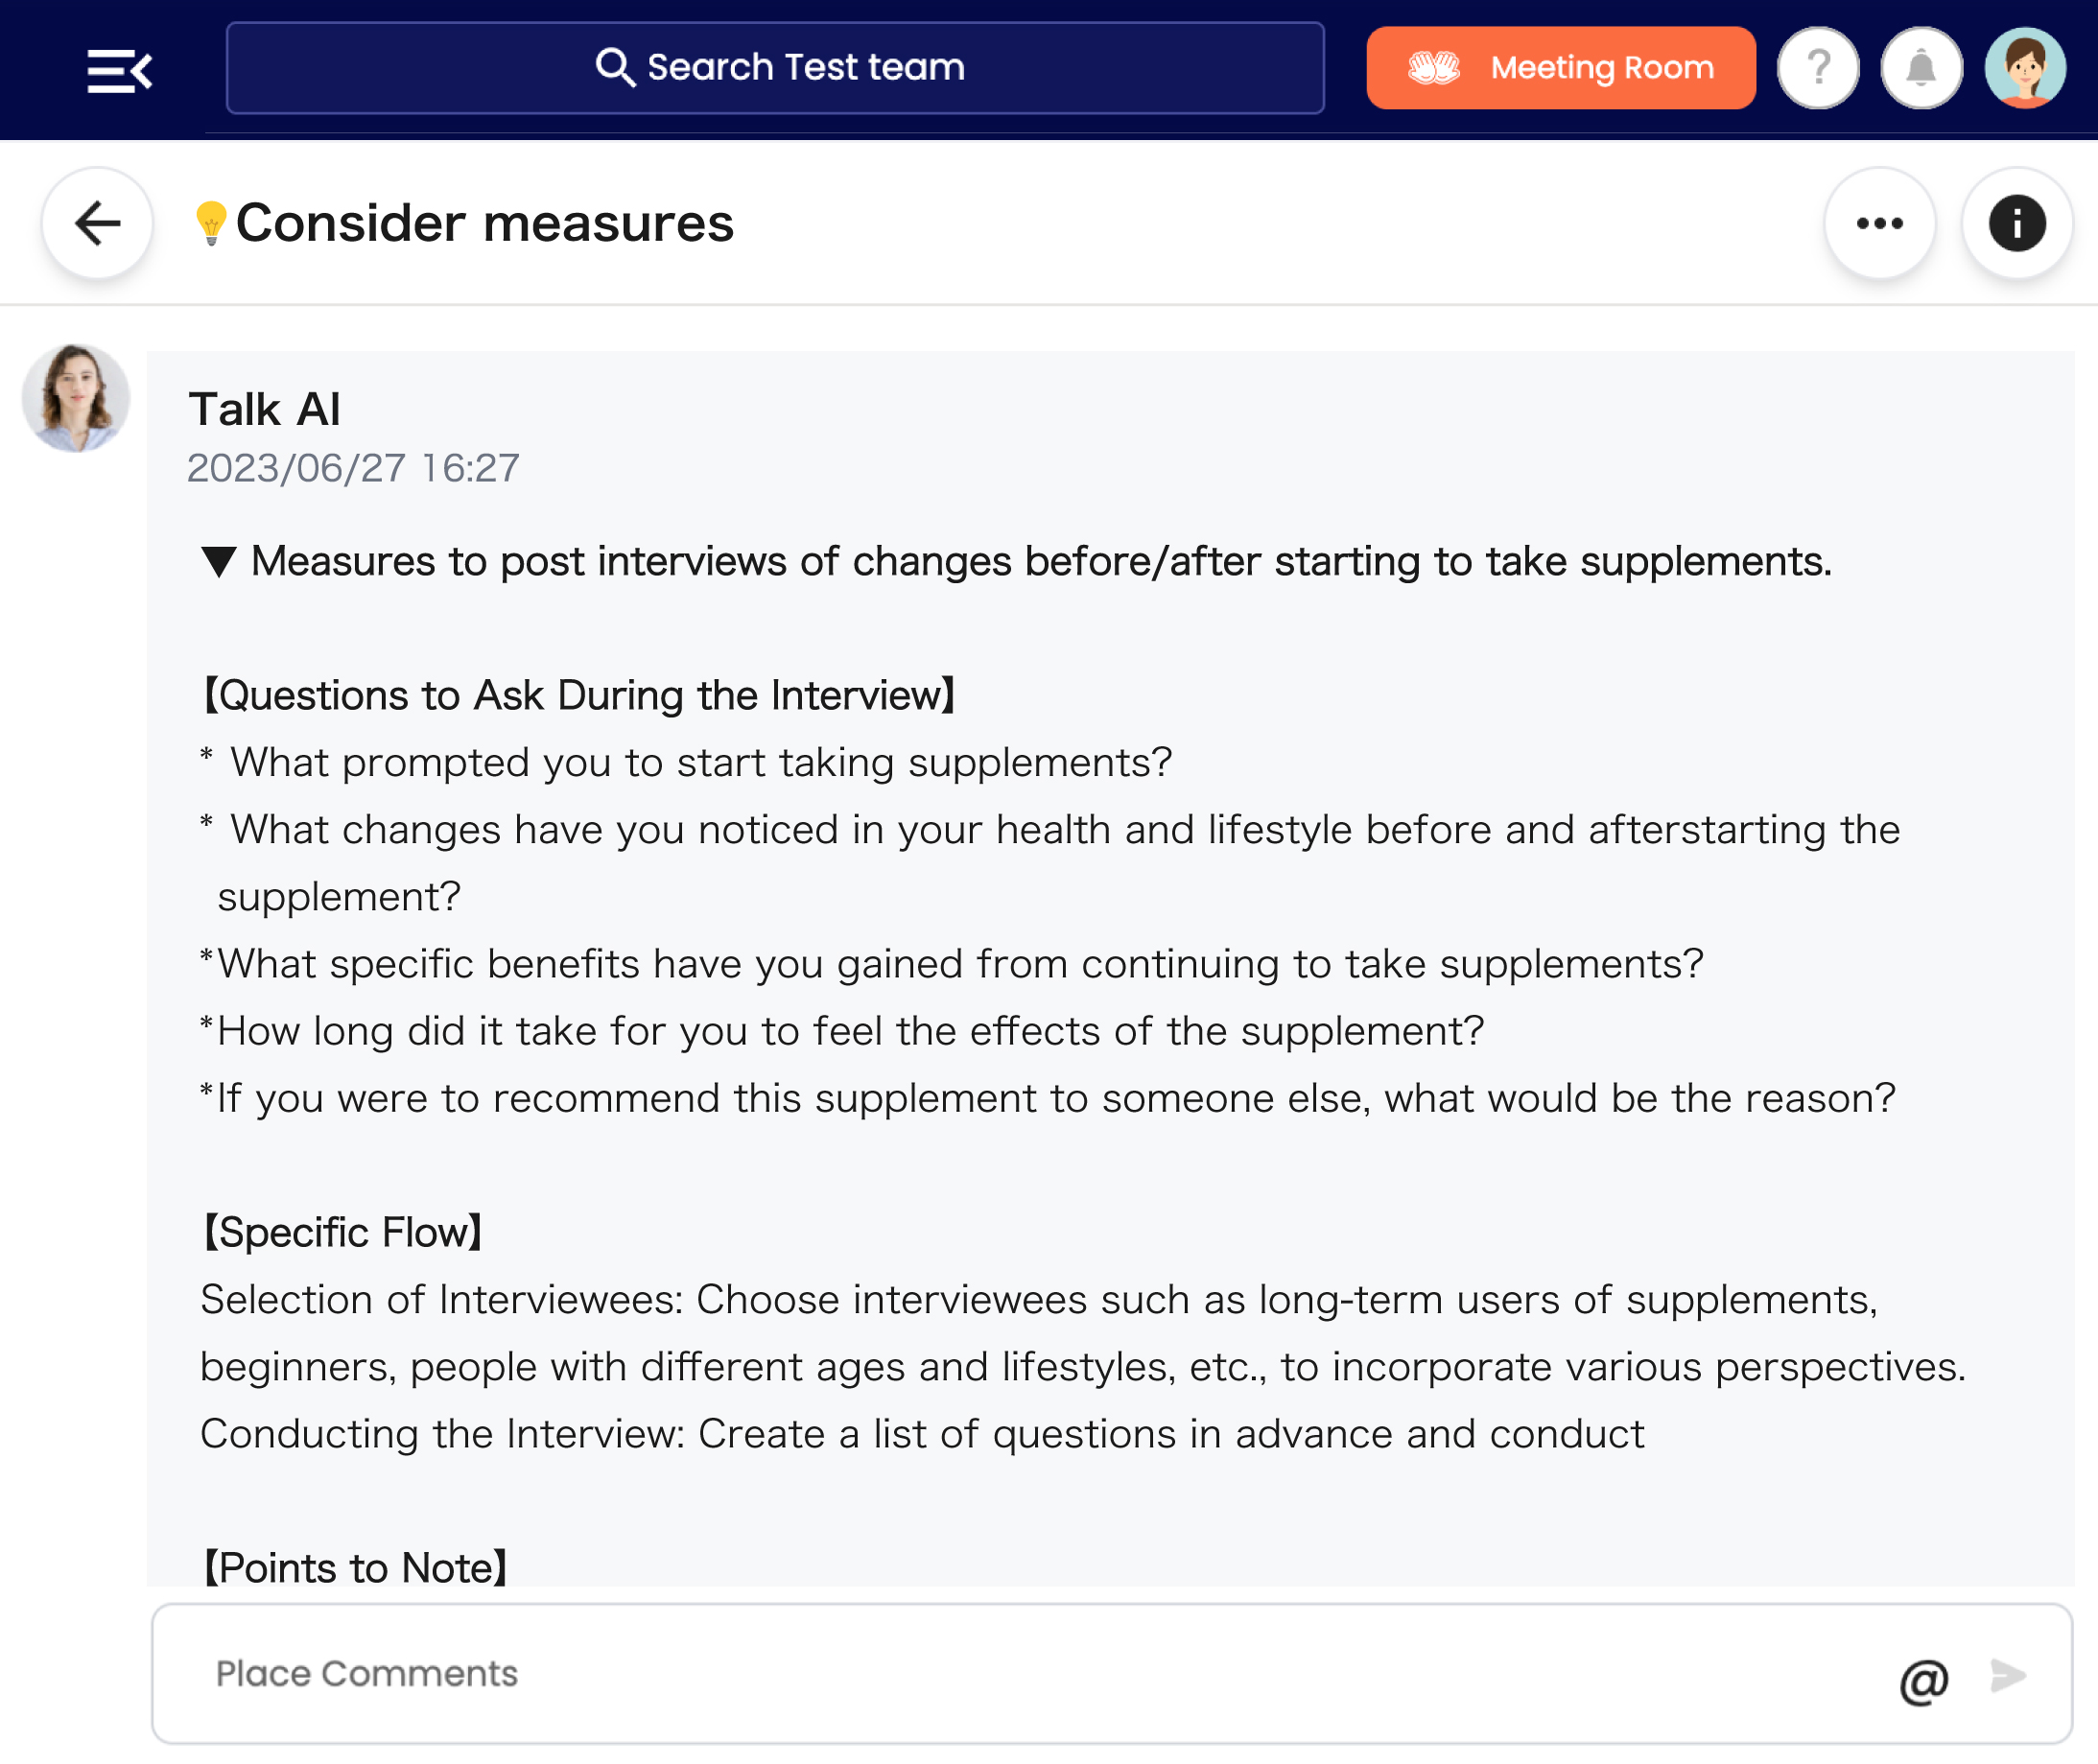 Search Test team
Meeting Room
?
💡Consider measures
Talk AI
2023/06/27 16:27
▼ Measures to post interviews of changes before/after starting to take supplements.
【Questions to Ask During the Interview】
* What prompted you to start taking supplements?
* What changes have you noticed in your health and lifestyle before and afterstarting the
supplement?
*What specific benefits have you gained from continuing to take supplements?
*How long did it take for you to feel the effects of the supplement?
*If you were to recommend this supplement to someone else, what would be the reason?
【Specific Flow】
Selection of Interviewees: Choose interviewees such as long-term users of supplements,
beginners, people with different ages and lifestyles, etc., to incorporate various perspectives.
Conducting the Interview: Create a list of questions in advance and conduct
【Points to Note】
Place Comments
@